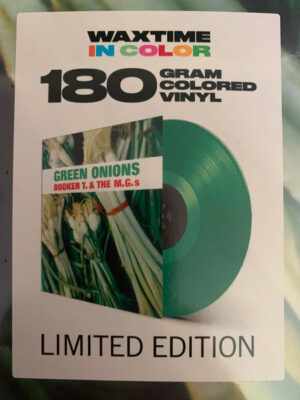 WAXTIME
IN COLOR
180 GRAM
COLORED
VINYL
GREEN ONIONS
BOOKER T. & THE M.G.s
LIMITED EDITION